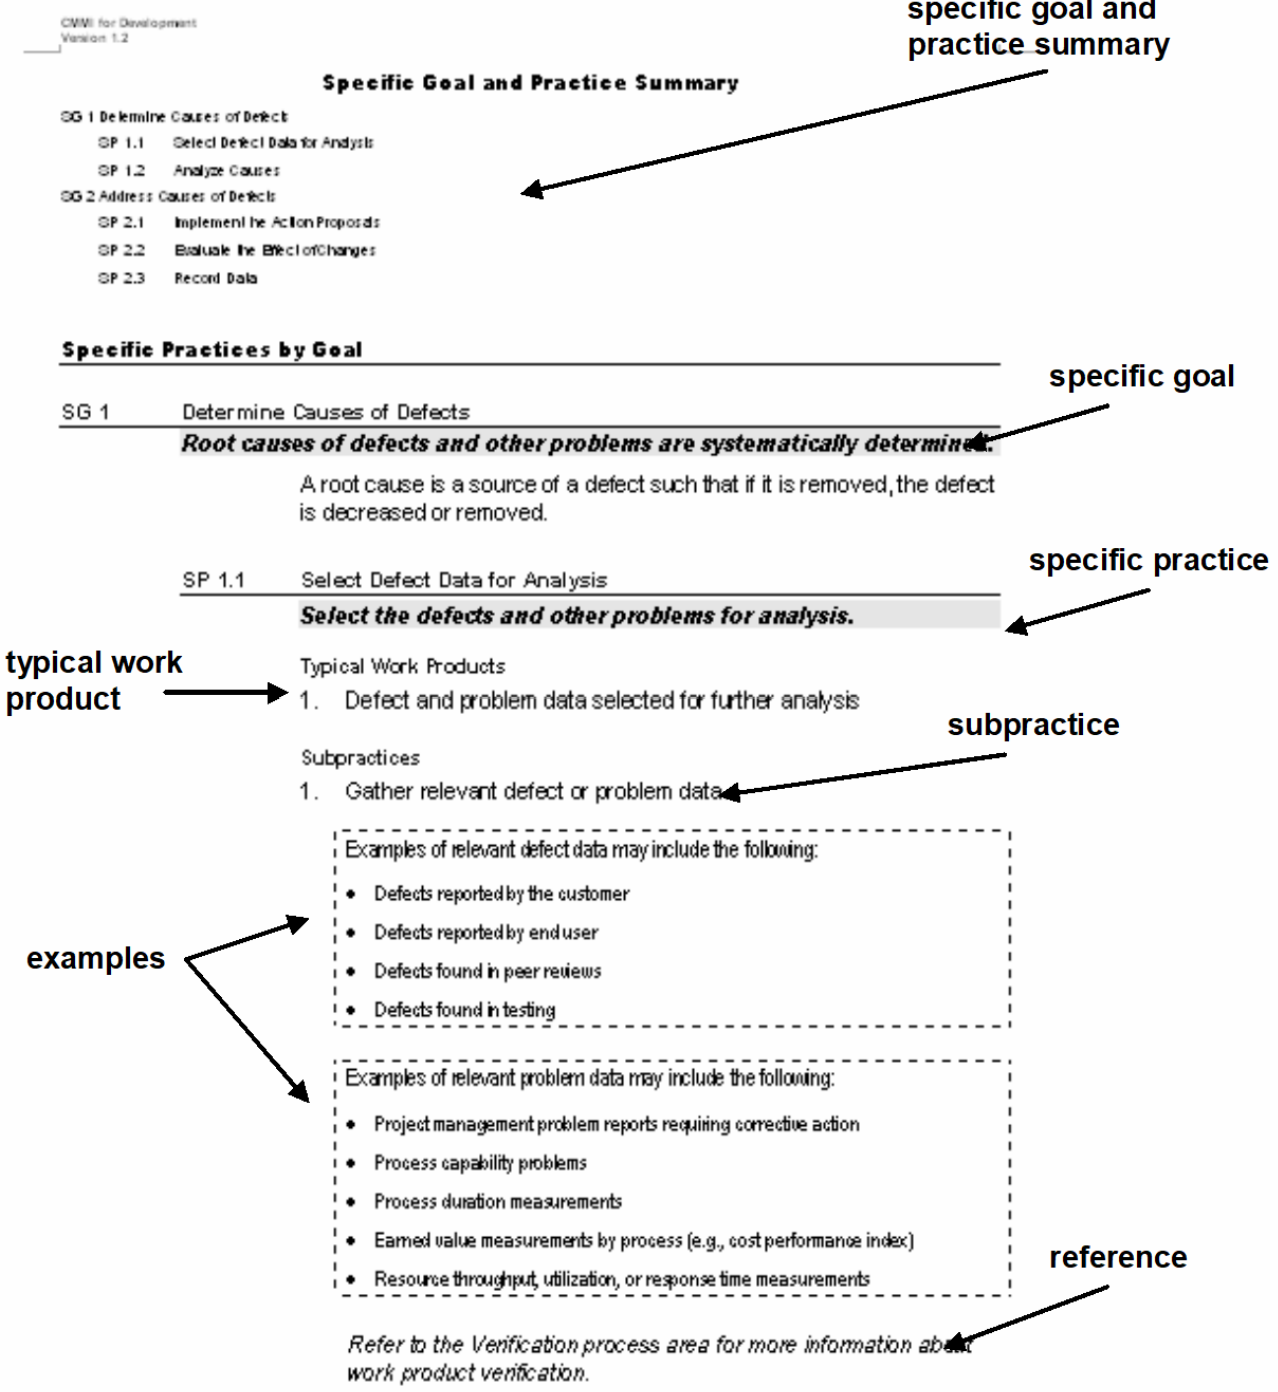 CMMI for Development
Version 1.2
specific goal and
practice summary
Specific Goal and Practice Summary
SG 1 Determine Causes of Defects
SP 1.1 Select Defect Data for Analysis
SP 1.2 Analyze Causes
SG 2 Address Causes of Defects
SP 2.1 Implement the Action Proposals
SP 2.2 Evaluate the Effect of Changes
SP 2.3 Record Data
Specific Practices by Goal
specific goal
SG 1 Determine Causes of Defects
Root causes of defects and other problems are systematically determined.
A root cause is a source of a defect such that if it is removed, the defect
is decreased or removed.
specific practice
SP 1.1 Select Defect Data for Analysis
Select the defects and other problems for analysis.
typical work
product
Typical Work Products
1. Defect and problem data selected for further analysis
subpractice
Subpractices
1. Gather relevant defect or problem data
examples
Examples of relevant defect data may include the following:
• Defects reported by the customer
• Defects reported by end user
• Defects found in peer reviews
• Defects found in testing
Examples of relevant problem data may include the following:
• Project management problem reports requiring corrective action
• Process capability problems
• Process duration measurements
• Earned value measurements by process (e.g., cost performance index)
• Resource throughput, utilization, or response time measurements
reference
Refer to the Verification process area for more information about
work product verification.